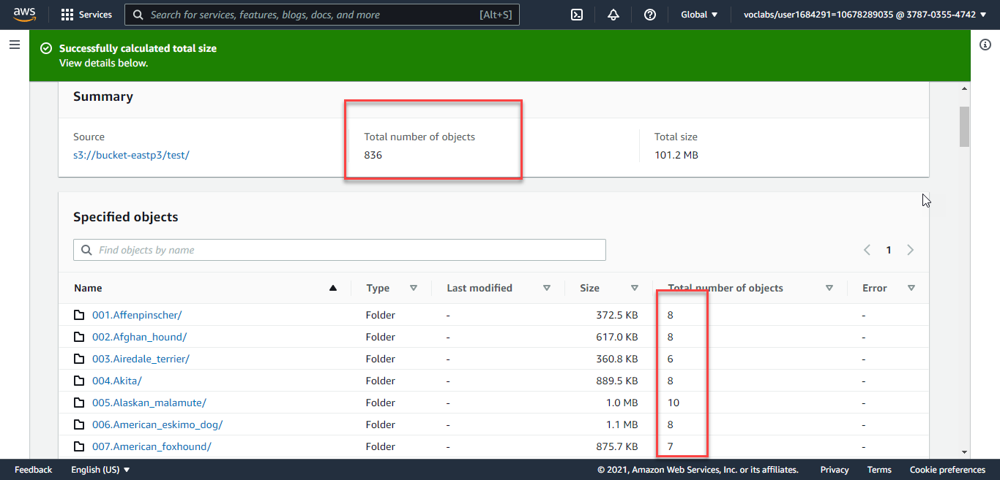 aws Services Search for services, features, blogs, docs, and more [Alt+S] Global voclabs/user1684291=10678289035 @ 3787-0355-4742
Successfully calculated total size
View details below.
Summary
Source Total number of objects Total size
s3://bucket-eastp3/test/ 836 101.2 MB
Specified objects
Find objects by name 1
Name Type Last modified Size Total number of objects Error
001.Affenpinscher/ Folder - 372.5 KB 8 -
002.Afghan_hound/ Folder - 617.0 KB 8 -
003.Airedale_terrier/ Folder - 360.8 KB 6 -
004.Akita/ Folder - 889.5 KB 8 -
005.Alaskan_malamute/ Folder - 1.0 MB 10 -
006.American_eskimo_dog/ Folder - 1.1 MB 8 -
007.American_foxhound/ Folder - 875.7 KB 7 -
Feedback English (US) © 2021, Amazon Web Services, Inc. or its affiliates. Privacy Terms Cookie preferences